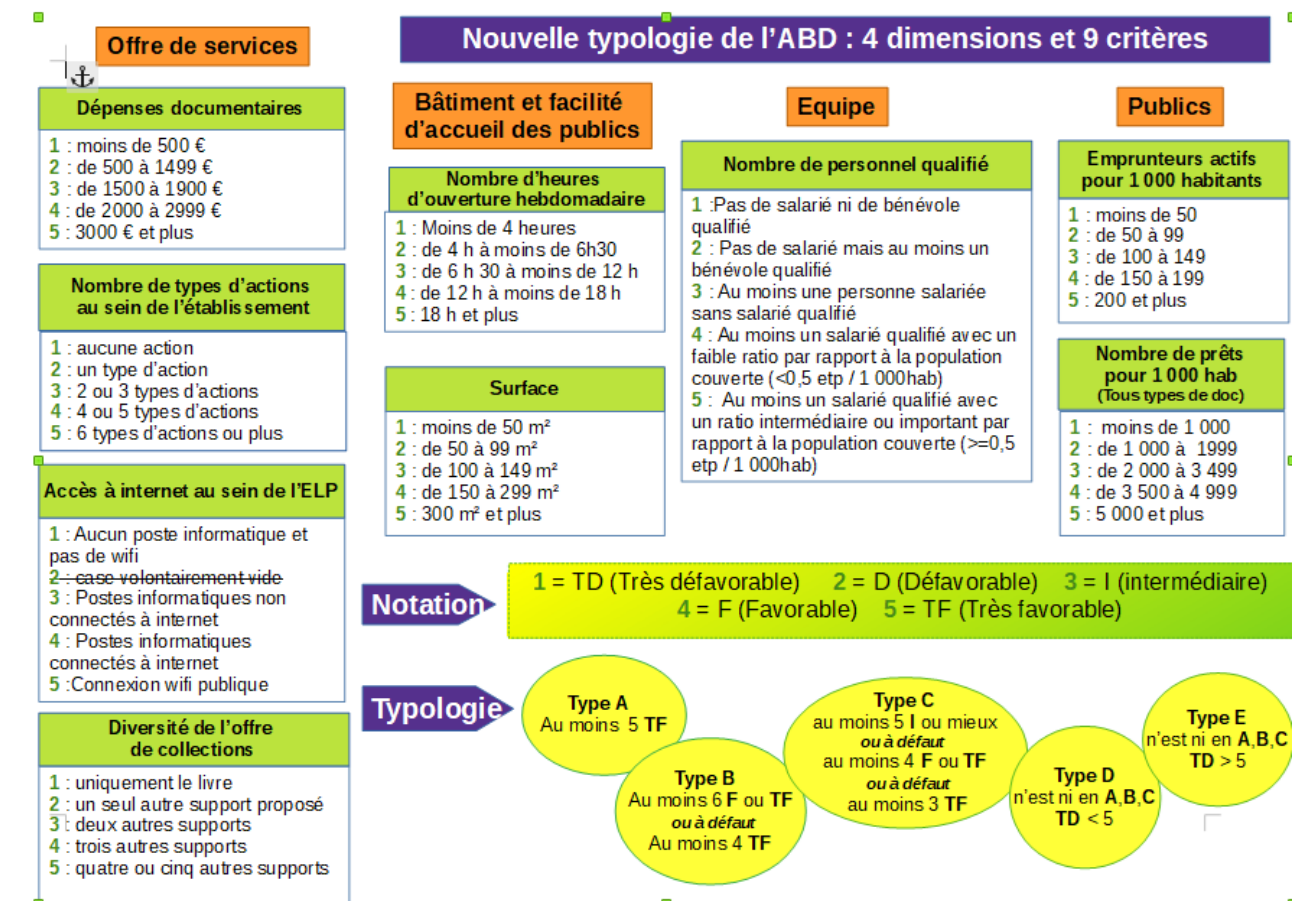 Nouvelle typologie de l'ABD : 4 dimensions et 9 critères
Offre de services
Dépenses documentaires
1 : moins de 500 €
2 : de 500 à 1499 €
3 : de 1500 à 1900 €
4 : de 2000 à 2999 €
5 : 3000 € et plus
Nombre de types d'actions
au sein de l'établissement
1 : aucune action
2 : un type d'action
3 : 2 ou 3 types d'actions
4 : 4 ou 5 types d'actions
5 : 6 types d'actions ou plus
Accès à internet au sein de l'ELP
1 : Aucun poste informatique et
pas de wifi
2 : case volontairement vide
3 : Postes informatiques non
connectés à internet
4 : Postes informatiques
connectés à internet
5 :Connexion wifi publique
Diversité de l'offre
de collections
1 : uniquement le livre
2 : un seul autre support proposé
3 : deux autres supports
4 : trois autres supports
5 : quatre ou cinq autres supports
Bâtiment et facilité
d'accueil des publics
Nombre d'heures
d'ouverture hebdomadaire
1 : Moins de 4 heures
2 : de 4 h à moins de 6h30
3 : de 6 h 30 à moins de 12 h
4 : de 12 h à moins de 18 h
5 : 18 h et plus
Surface
1 : moins de 50 m²
2 : de 50 à 99 m²
3 : de 100 à 149 m²
4 : de 150 à 299 m²
5 : 300 m² et plus
Equipe
Nombre de personnel qualifié
1 :Pas de salarié ni de bénévole
qualifié
2 : Pas de salarié mais au moins un
bénévole qualifié
3 : Au moins une personne salariée
sans salarié qualifié
4 : Au moins un salarié qualifié avec un
faible ratio par rapport à la population
couverte (<0,5 etp / 1 000hab)
5 : Au moins un salarié qualifié avec
un ratio intermédiaire ou important par
rapport à la population couverte (>=0,5
etp / 1 000hab)
Publics
Emprunteurs actifs
pour 1 000 habitants
1 : moins de 50
2 : de 50 à 99
3 : de 100 à 149
4 : de 150 à 199
5 : 200 et plus
Nombre de prêts
pour 1 000 hab
(Tous types de doc)
1 : moins de 1 000
2 : de 1 000 à 1999
3 : de 2 000 à 3 499
4 : de 3 500 à 4 999
5 : 5 000 et plus
Notation
1 = TD (Très défavorable) 2 = D (Défavorable) 3 = I (intermédiaire)
4 = F (Favorable) 5 = TF (Très favorable)
Typologie
Type A
Au moins 5 TF
Type B
Au moins 6 F ou TF
ou à défaut
Au moins 4 TF
Type C
au moins 5 I ou mieux
ou à défaut
au moins 4 F ou TF
ou à défaut
au moins 3 TF
Type D
n'est ni en A,B,C
TD < 5
Type E
n'est ni en A,B,C
TD > 5